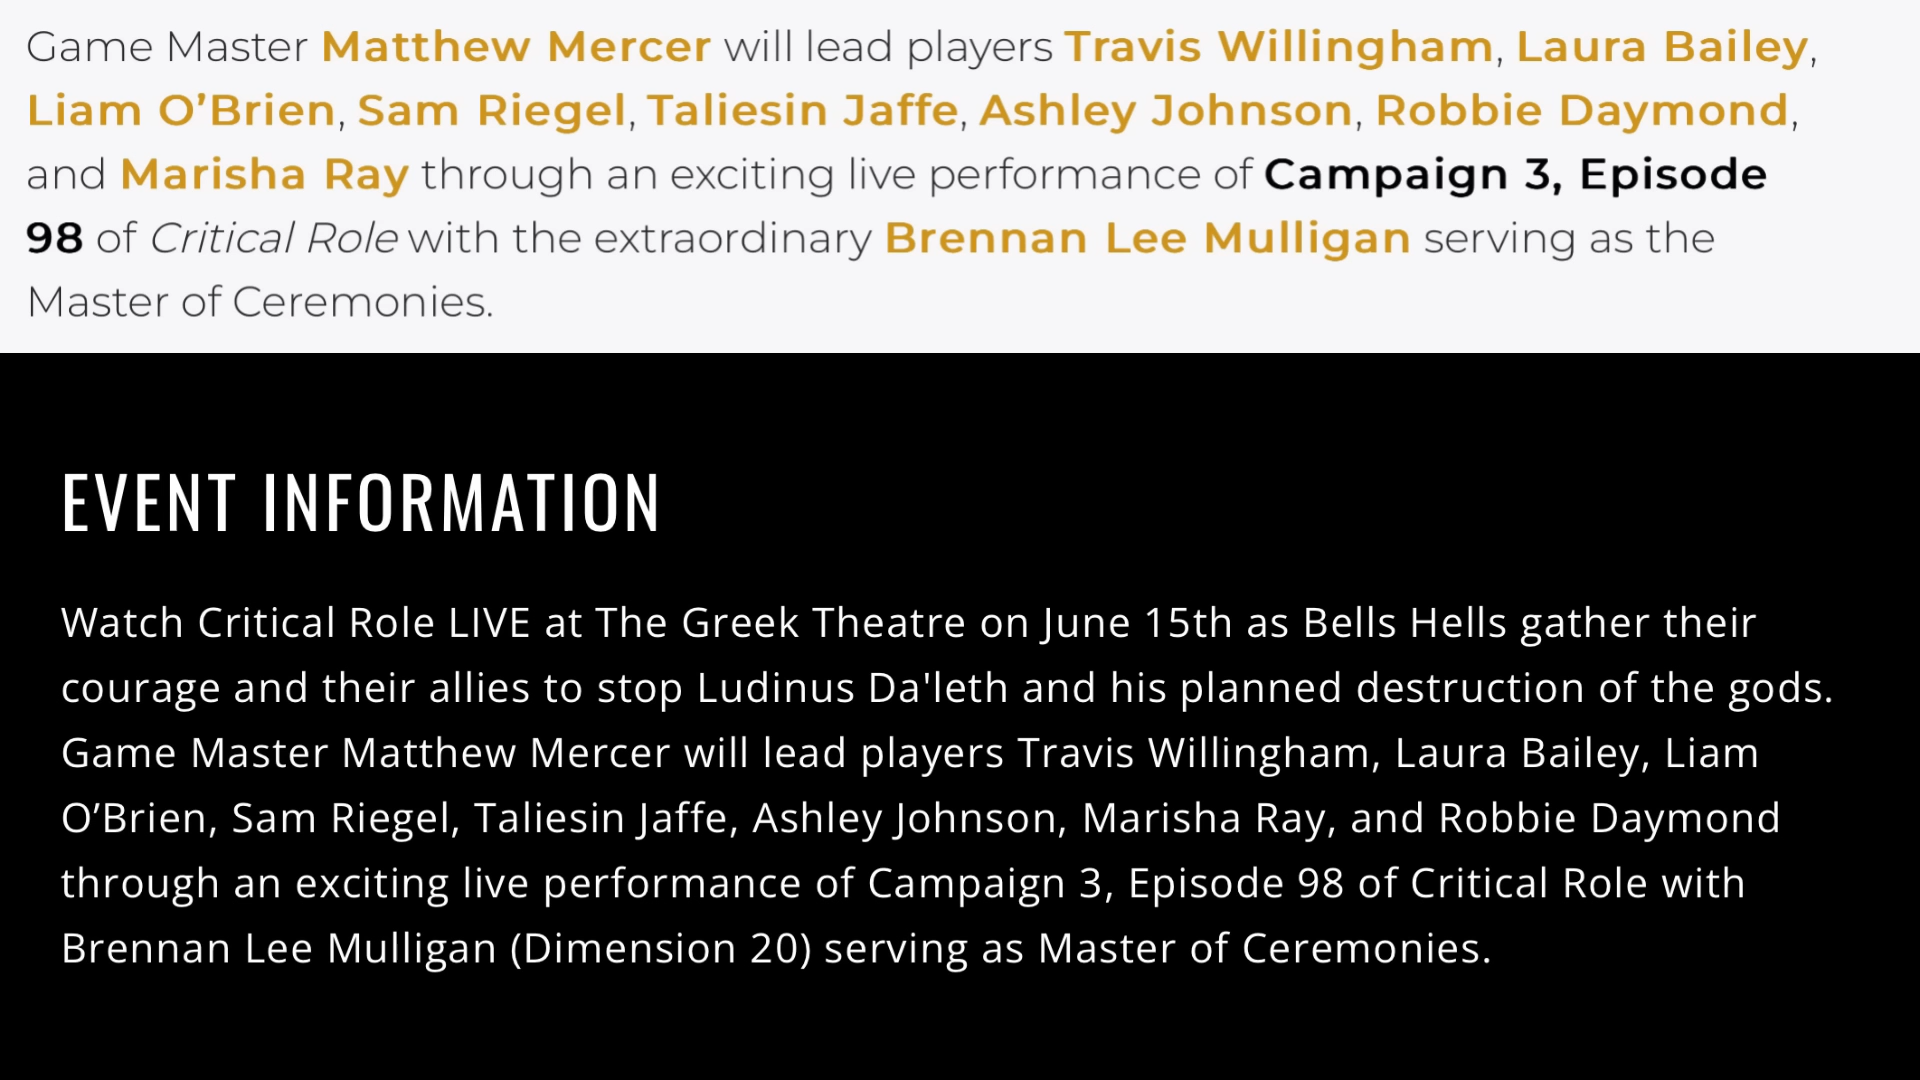 Game Master Matthew Mercer will lead players Travis Willingham, Laura Bailey,
Liam O’Brien, Sam Riegel, Taliesin Jaffe, Ashley Johnson, Robbie Daymond,
and Marisha Ray through an exciting live performance of Campaign 3, Episode
98 of Critical Role with the extraordinary Brennan Lee Mulligan serving as the
Master of Ceremonies.
EVENT INFORMATION
Watch Critical Role LIVE at The Greek Theatre on June 15th as Bells Hells gather their
courage and their allies to stop Ludinus Da'leth and his planned destruction of the gods.
Game Master Matthew Mercer will lead players Travis Willingham, Laura Bailey, Liam
O’Brien, Sam Riegel, Taliesin Jaffe, Ashley Johnson, Marisha Ray, and Robbie Daymond
through an exciting live performance of Campaign 3, Episode 98 of Critical Role with
Brennan Lee Mulligan (Dimension 20) serving as Master of Ceremonies.